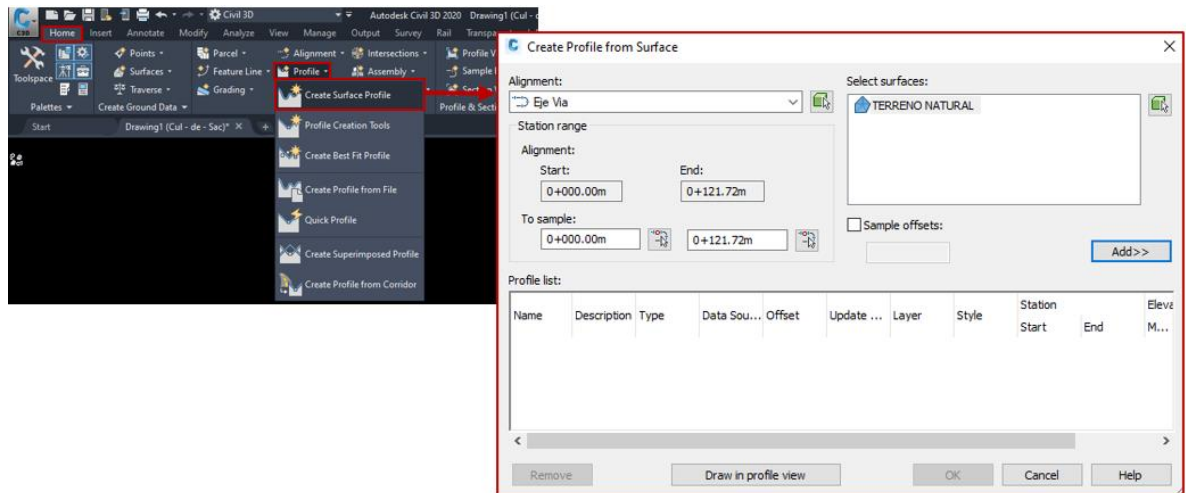 C3D Civil 3D Autodesk Civil 3D 2020 Drawing1 (Cul - d
Home Insert Annotate Modify Analyze View Manage Output Survey Rail Transpa
Toolspace
Points
Surfaces
Traverse
Parcel
Feature Line
Grading
Alignment
Profile
Intersections
Assembly
Profile V
Sample
Section
Palettes Create Ground Data Profile & Secti
Start Drawing1 (Cul - de - Sac)* X +
Create Surface Profile
Profile Creation Tools
Create Best Fit Profile
Create Profile from File
Quick Profile
Create Superimposed Profile
Create Profile from Corridor
Create Profile from Surface
Alignment:
Eje Via
Station range
Alignment:
Start: End:
0+000.00m 0+121.72m
To sample:
0+000.00m 0+121.72m
Select surfaces:
TERRENO NATURAL
Sample offsets:
Add>>
Profile list:
Name Description Type Data Sou... Offset Update ... Layer Style Station Eleva
Start End M...
Remove Draw in profile view OK Cancel Help